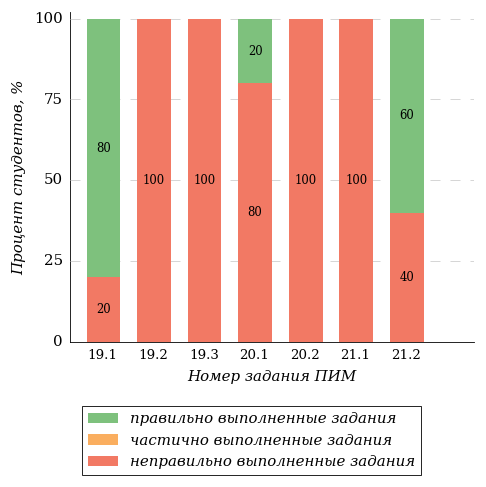 100
75
50
25
0
Процент студентов, %
80
20
100
100
20
80
100
100
60
40
19.1 19.2 19.3 20.1 20.2 21.1 21.2
Номер задания ПИМ
правильно выполненные задания
частично выполненные задания
неправильно выполненные задания